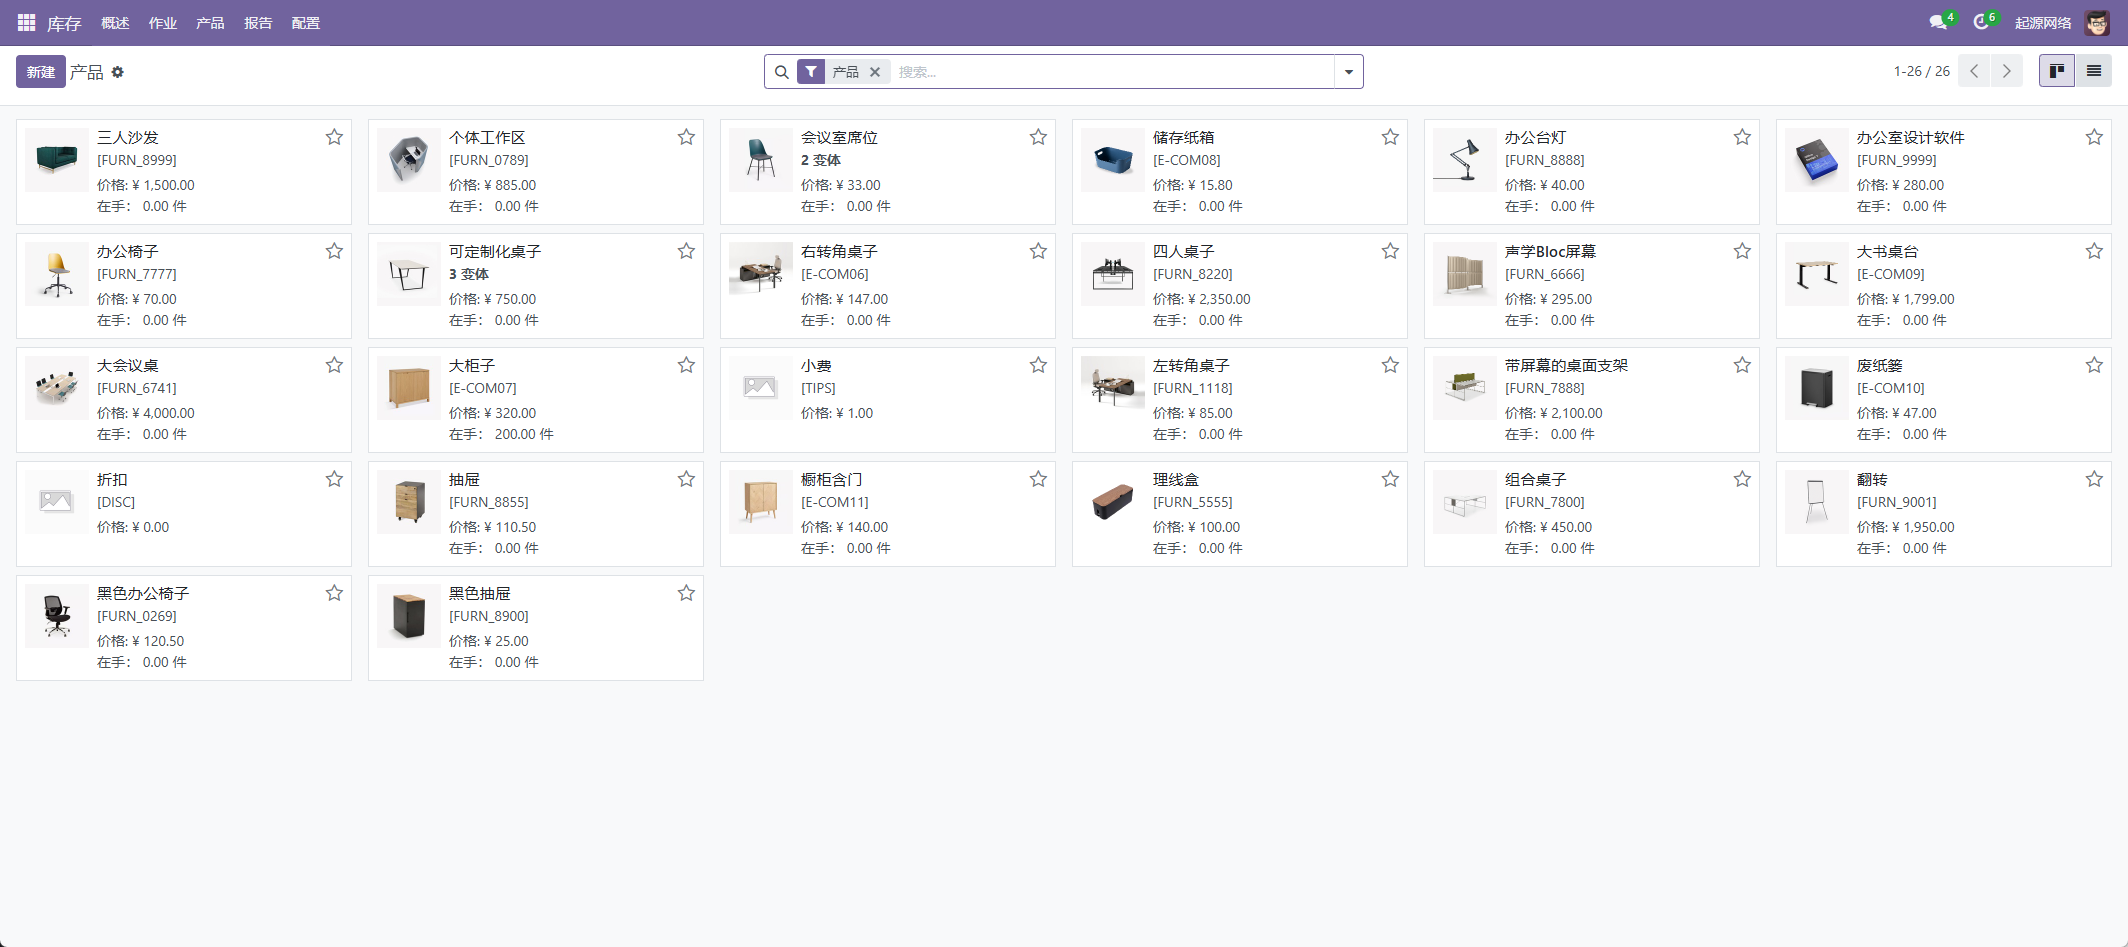 库存 概述 作业 产品 报告 配置 4 6 起源网络
新建 产品 产品 搜索... 1-26 / 26
三人沙发
[FURN_8999]
价格: ¥ 1,500.00
在手： 0.00 件
个体工作区
[FURN_0789]
价格: ¥ 885.00
在手： 0.00 件
会议室席位
2 变体
价格: ¥ 33.00
在手： 0.00 件
储存纸箱
[E-COM08]
价格: ¥ 15.80
在手： 0.00 件
办公台灯
[FURN_8888]
价格: ¥ 40.00
在手： 0.00 件
办公室设计软件
[FURN_9999]
价格: ¥ 280.00
在手： 0.00 件
办公椅子
[FURN_7777]
价格: ¥ 70.00
在手： 0.00 件
可定制化桌子
3 变体
价格: ¥ 750.00
在手： 0.00 件
右转角桌子
[E-COM06]
价格: ¥ 147.00
在手： 0.00 件
四人桌子
[FURN_8220]
价格: ¥ 2,350.00
在手： 0.00 件
声学Bloc屏幕
[FURN_6666]
价格: ¥ 295.00
在手： 0.00 件
大书桌台
[E-COM09]
价格: ¥ 1,799.00
在手： 0.00 件
大会议桌
[FURN_6741]
价格: ¥ 4,000.00
在手： 0.00 件
大柜子
[E-COM07]
价格: ¥ 320.00
在手： 200.00 件
小费
[TIPS]
价格: ¥ 1.00
左转角桌子
[FURN_1118]
价格: ¥ 85.00
在手： 0.00 件
带屏幕的桌面支架
[FURN_7888]
价格: ¥ 2,100.00
在手： 0.00 件
废纸篓
[E-COM10]
价格: ¥ 47.00
在手： 0.00 件
折扣
[DISC]
价格: ¥ 0.00
抽屉
[FURN_8855]
价格: ¥ 110.50
在手： 0.00 件
橱柜含门
[E-COM11]
价格: ¥ 140.00
在手： 0.00 件
理线盒
[FURN_5555]
价格: ¥ 100.00
在手： 0.00 件
组合桌子
[FURN_7800]
价格: ¥ 450.00
在手： 0.00 件
翻转
[FURN_9001]
价格: ¥ 1,950.00
在手： 0.00 件
黑色办公椅子
[FURN_0269]
价格: ¥ 120.50
在手： 0.00 件
黑色抽屉
[FURN_8900]
价格: ¥ 25.00
在手： 0.00 件